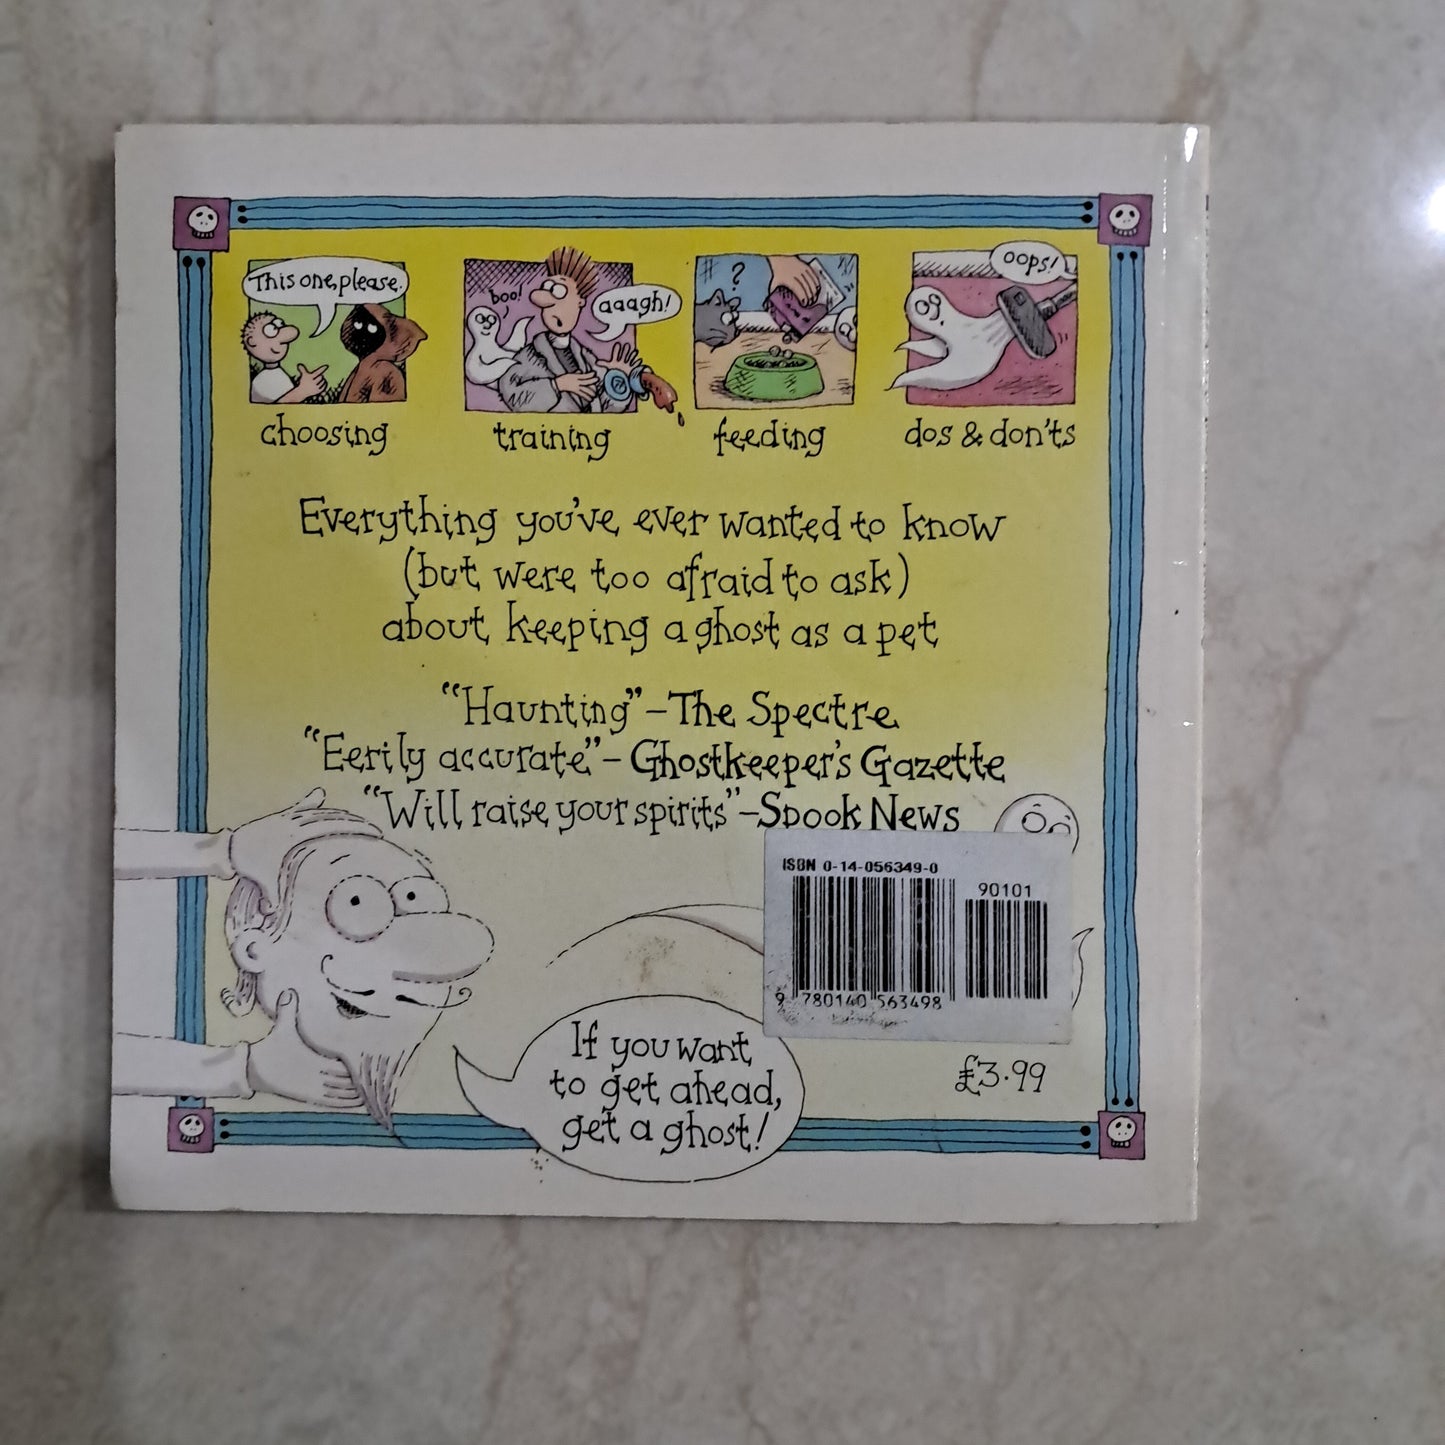 This one, please.
boo!
aaagh!
?
oops!
choosing
training
feeding
dos & don'ts
Everything you've ever wanted to know
(but were too afraid to ask)
about keeping a ghost as a pet
"Haunting" – The Spectre
"Eerily accurate" – Ghostkeeper's Gazette
"Will raise your spirits" – Spook News
ISBN 0-14-056349-0
90101
9 780140 563498
If you want
to get ahead,
get a ghost!
£3.99